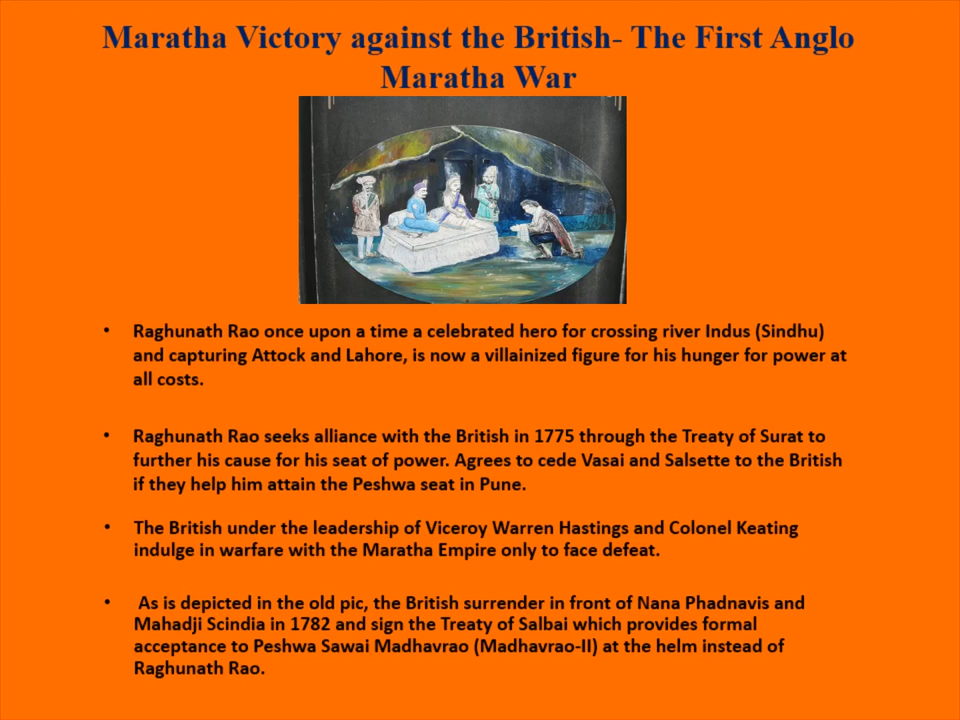 Maratha Victory against the British- The First Anglo
Maratha War
• Raghunath Rao once upon a time a celebrated hero for crossing river Indus (Sindhu)
and capturing Attock and Lahore, is now a villainized figure for his hunger for power at
all costs.
• Raghunath Rao seeks alliance with the British in 1775 through the Treaty of Surat to
further his cause for his seat of power. Agrees to cede Vasai and Salsette to the British
if they help him attain the Peshwa seat in Pune.
• The British under the leadership of Viceroy Warren Hastings and Colonel Keating
indulge in warfare with the Maratha Empire only to face defeat.
• As is depicted in the old pic, the British surrender in front of Nana Phadnavis and
Mahadji Scindia in 1782 and sign the Treaty of Salbai which provides formal
acceptance to Peshwa Sawai Madhavrao (Madhavrao-II) at the helm instead of
Raghunath Rao.